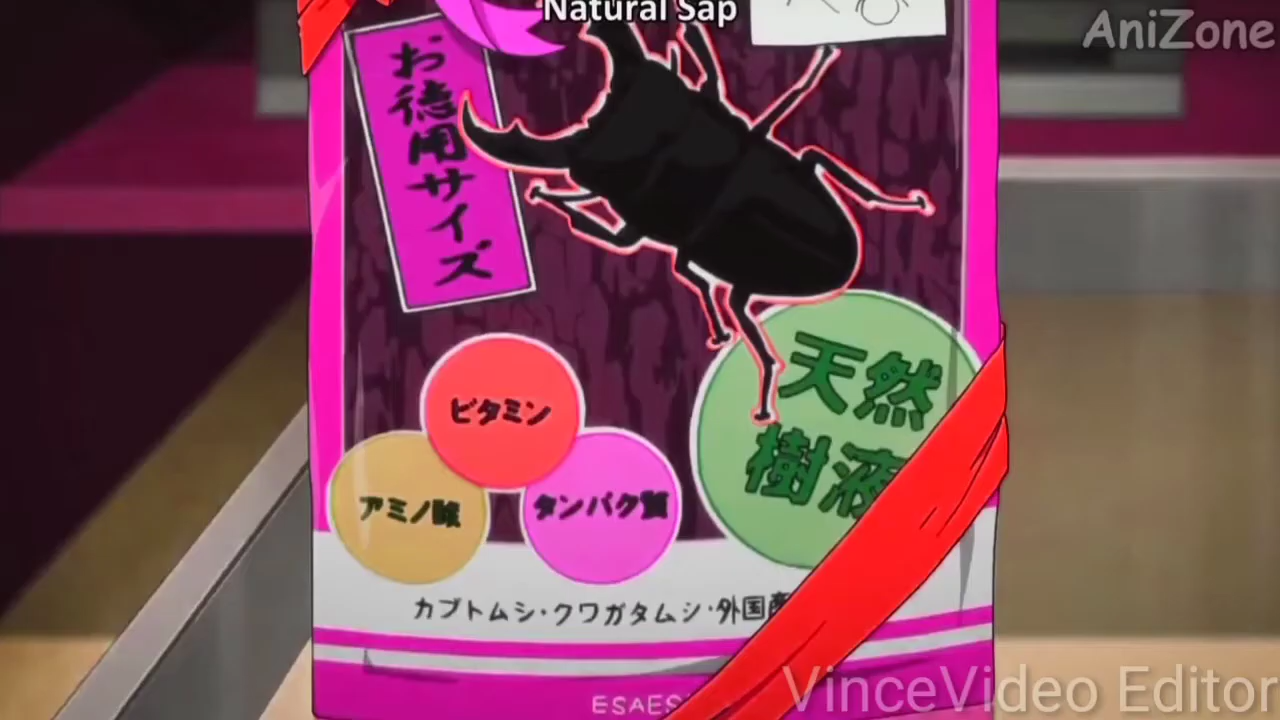 Natural Sap
AniZone
お徳用サイズ
天然
樹液
ビタミン
アミノ酸
タンパク質
カブトムシ・クワガタムシ・外国産
ESAES
VinceVideo Editor